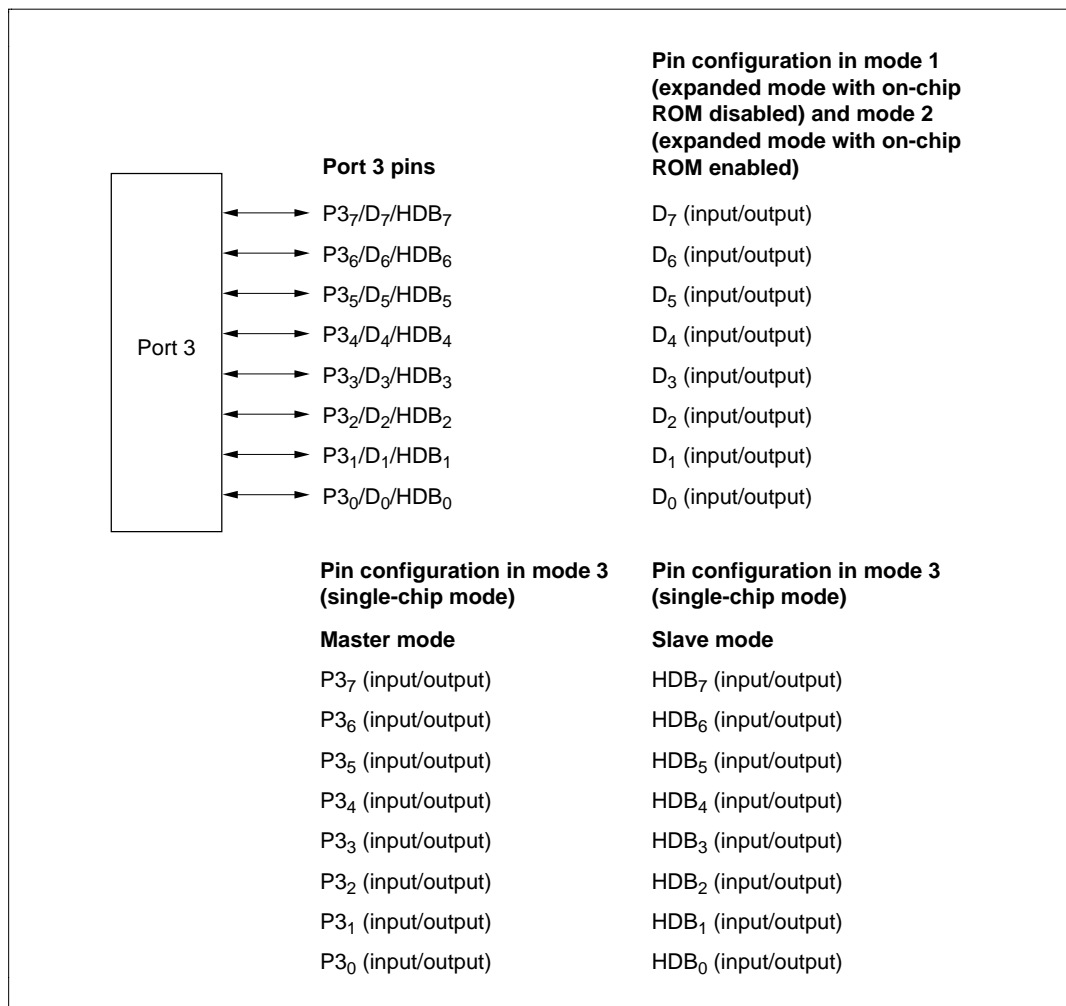 Pin configuration in mode 1
(expanded mode with on-chip
ROM disabled) and mode 2
(expanded mode with on-chip
ROM enabled)
Port 3 pins
Port 3
P3₇/D₇/HDB₇ D₇ (input/output)
P3₆/D₆/HDB₆ D₆ (input/output)
P3₅/D₅/HDB₅ D₅ (input/output)
P3₄/D₄/HDB₄ D₄ (input/output)
P3₃/D₃/HDB₃ D₃ (input/output)
P3₂/D₂/HDB₂ D₂ (input/output)
P3₁/D₁/HDB₁ D₁ (input/output)
P3₀/D₀/HDB₀ D₀ (input/output)
Pin configuration in mode 3
(single-chip mode)
Master mode
P3₇ (input/output)
P3₆ (input/output)
P3₅ (input/output)
P3₄ (input/output)
P3₃ (input/output)
P3₂ (input/output)
P3₁ (input/output)
P3₀ (input/output)
Pin configuration in mode 3
(single-chip mode)
Slave mode
HDB₇ (input/output)
HDB₆ (input/output)
HDB₅ (input/output)
HDB₄ (input/output)
HDB₃ (input/output)
HDB₂ (input/output)
HDB₁ (input/output)
HDB₀ (input/output)